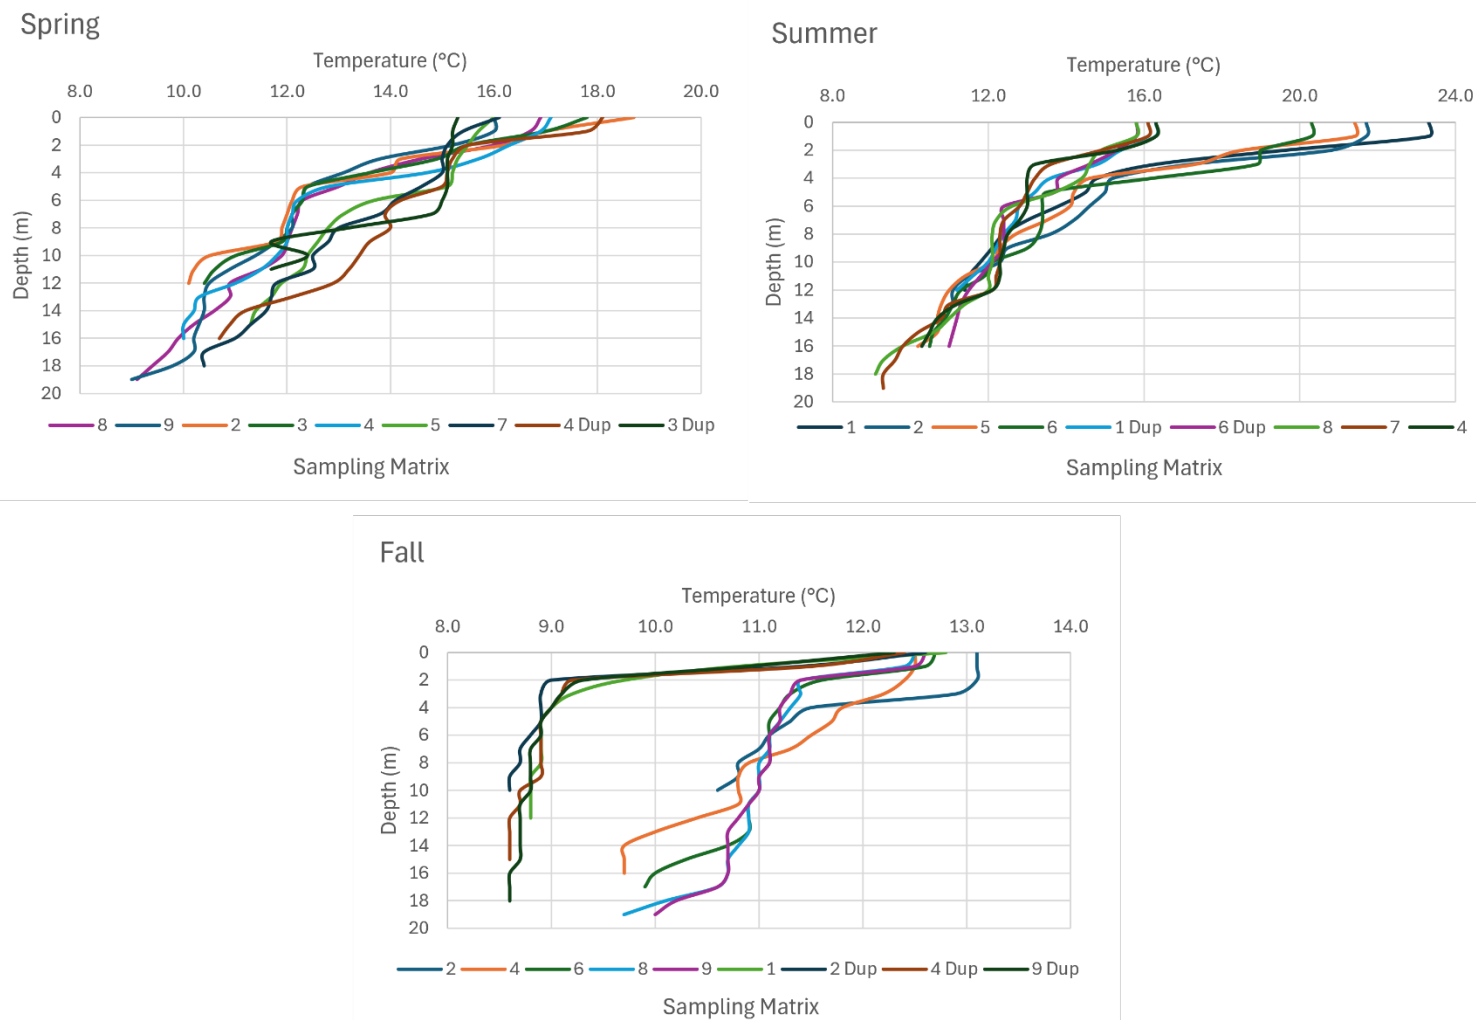 Spring
Temperature (°C)
8.0 10.0 12.0 14.0 16.0 18.0 20.0
0
2
4
6
8
10
12
14
16
18
20
Depth (m)
8 9 2 3 4 5 7 4 Dup 3 Dup
Sampling Matrix
Summer
Temperature (°C)
8.0 12.0 16.0 20.0 24.0
0
2
4
6
8
10
12
14
16
18
20
Depth (m)
1 2 5 6 1 Dup 6 Dup 8 7 4
Sampling Matrix
Fall
Temperature (°C)
8.0 9.0 10.0 11.0 12.0 13.0 14.0
0
2
4
6
8
10
12
14
16
18
20
Depth (m)
2 4 6 8 9 1 2 Dup 4 Dup 9 Dup
Sampling Matrix